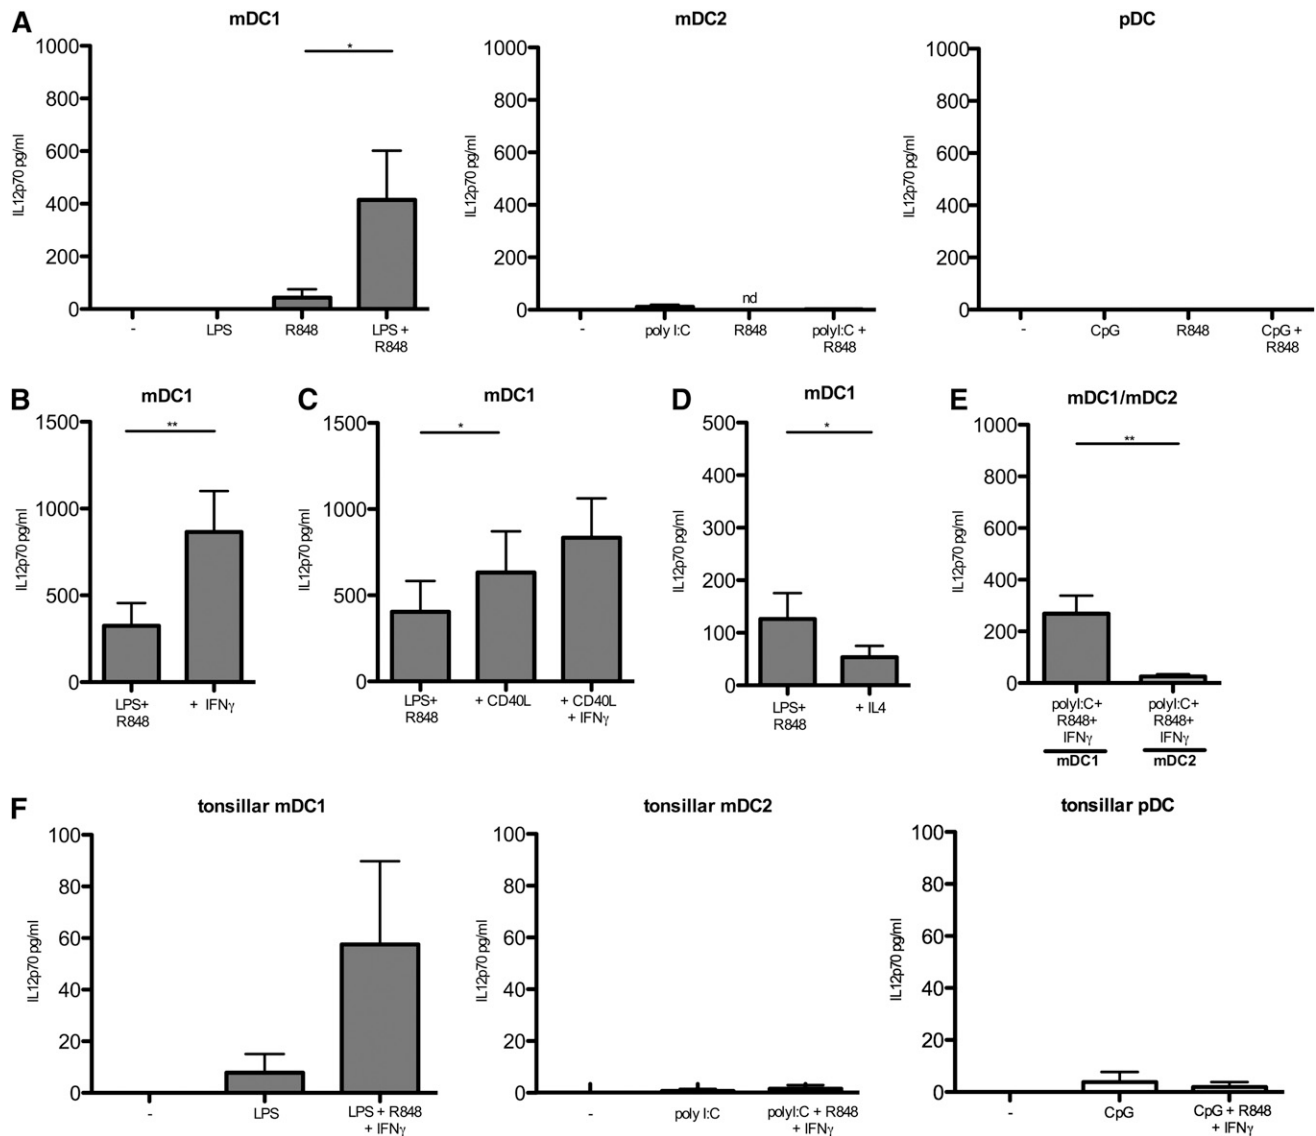 A
mDC1
IL12p70 pg/ml
1000
800
600
400
200
0
*
-
LPS
R848
LPS +
R848
mDC2
IL12p70 pg/ml
1000
800
600
400
200
0
nd
-
poly I:C
R848
polyI:C +
R848
pDC
IL12p70 pg/ml
1000
800
600
400
200
0
-
CpG
R848
CpG +
R848
B
mDC1
IL12p70 pg/ml
1500
1000
500
0
**
LPS+
R848
+ IFNγ
C
mDC1
IL12p70 pg/ml
1500
1000
500
0
*
LPS+
R848
+ CD40L
+ CD40L
+ IFNγ
D
mDC1
IL12p70 pg/ml
500
400
300
200
100
0
*
LPS+
R848
+ IL4
E
mDC1/mDC2
IL12p70 pg/ml
1000
800
600
400
200
0
**
polyI:C+
R848+
IFNγ
mDC1
polyI:C+
R848+
IFNγ
mDC2
F
tonsillar mDC1
IL12p70 pg/ml
100
80
60
40
20
0
-
LPS
LPS + R848
+ IFNγ
tonsillar mDC2
IL12p70 pg/ml
100
80
60
40
20
0
-
poly I:C
polyI:C + R848
+ IFNγ
tonsillar pDC
IL12p70 pg/ml
100
80
60
40
20
0
-
CpG
CpG + R848
+ IFNγ